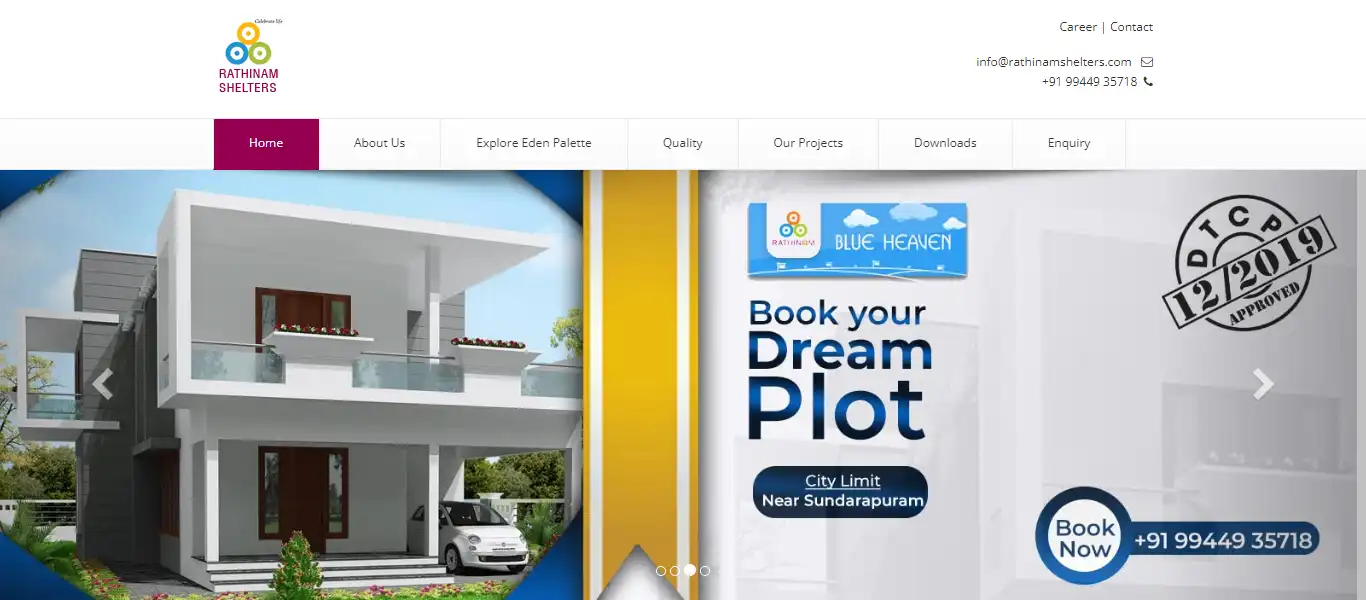 Celebrate life
RATHINAM
SHELTERS
Career | Contact
info@rathinamshelters.com
+91 99449 35718
Home
About Us
Explore Eden Palette
Quality
Our Projects
Downloads
Enquiry
RATHINAM
BLUE HEAVEN
Book your
Dream
Plot
City Limit
Near Sundarapuram
DTCP
12/2019
APPROVED
Book
Now
+91 99449 35718